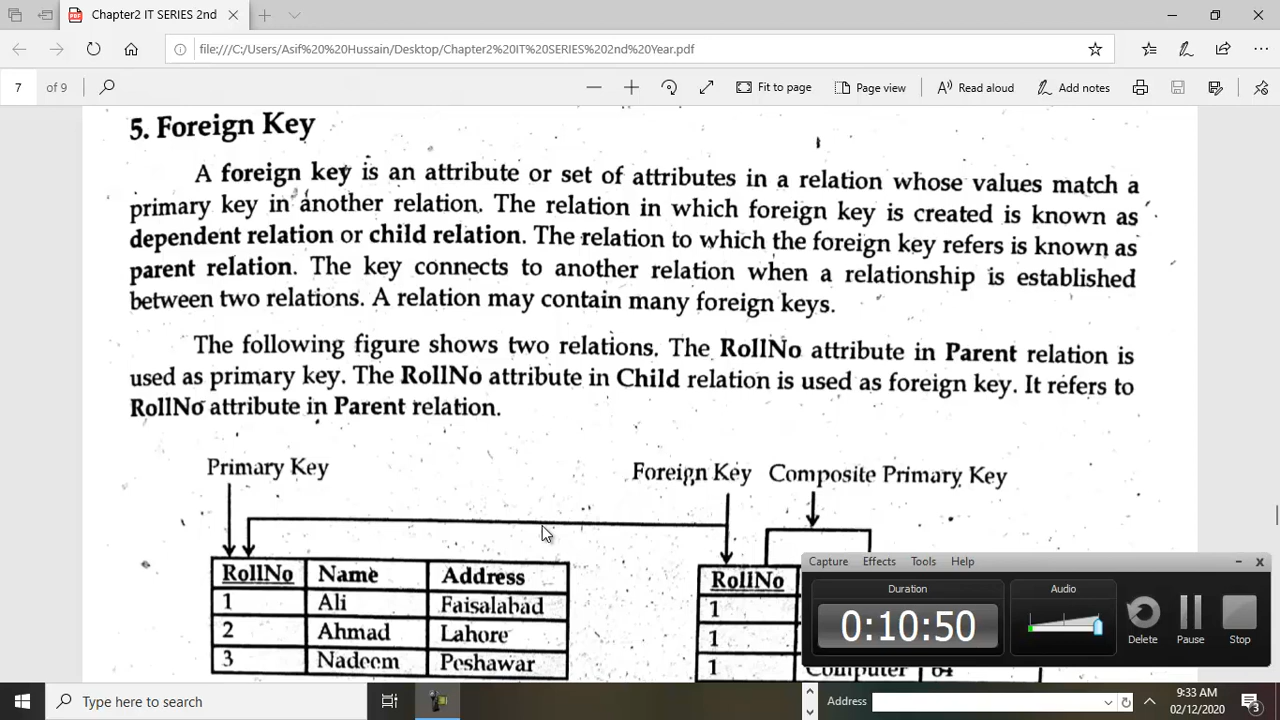 Chapter2 IT SERIES 2nd
file:///C:/Users/Asif%20%20Hussain/Desktop/Chapter2%20IT%20SERIES%202nd%20Year.pdf
7 of 9
Fit to page
Page view
Read aloud
Add notes
5. Foreign Key
A foreign key is an attribute or set of attributes in a relation whose values match a
primary key in another relation. The relation in which foreign key is created is known as
dependent relation or child relation. The relation to which the foreign key refers is known as
parent relation. The key connects to another relation when a relationship is established
between two relations. A relation may contain many foreign keys.
The following figure shows two relations. The RollNo attribute in Parent relation is
used as primary key. The RollNo attribute in Child relation is used as foreign key. It refers to
RollNo attribute in Parent relation.
Primary Key
Foreign Key Composite Primary Key
RollNo Name Address
1 Ali Faisalabad
2 Ahmad Lahore
3 Nadeem Peshawar
RollNo
1
1
1 Computer 64
Capture Effects Tools Help
Duration
0:10:50
Audio
Delete
Pause
Stop
Type here to search
Address
9:33 AM
02/12/2020
3